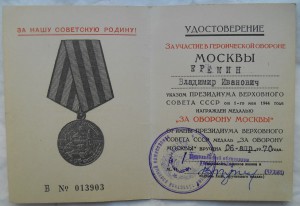 ЗА НАШУ СОВЕТСКУЮ РОДИНУ!
В № 013903
УДОСТОВЕРЕНИЕ
ЗА УЧАСТИЕ В ГЕРОИЧЕСКОЙ ОБОРОНЕ
МОСКВЫ
Владимир Иванович
УКАЗОМ ПРЕЗИДИУМА ВЕРХОВНОГО
СОВЕТА СССР от 1-го мая 1944 года
НАГРАЖДЕН МЕДАЛЬЮ
„ЗА ОБОРОНУ МОСКВЫ“
ОТ ИМЕНИ ПРЕЗИДИУМА ВЕРХОВНОГО
СОВЕТА СССР МЕДАЛЬ „ЗА ОБОРОНУ
МОСКВЫ“ ВРУЧЕНА